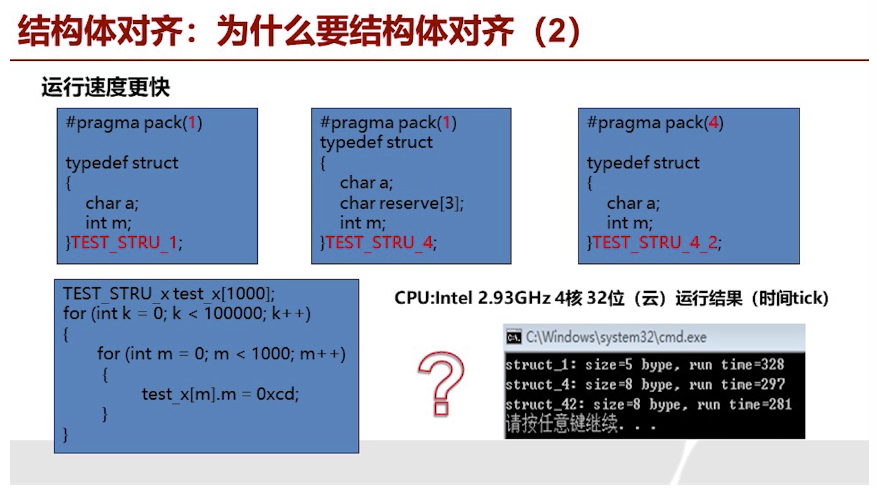 结构体对齐：为什么要结构体对齐（2）
运行速度更快
#pragma pack(1)
typedef struct
{
char a;
int m;
}TEST_STRU_1;
#pragma pack(1)
typedef struct
{
char a;
char reserve[3];
int m;
}TEST_STRU_4;
#pragma pack(4)
typedef struct
{
char a;
int m;
}TEST_STRU_4_2;
TEST_STRU_x test_x[1000];
for (int k = 0; k < 100000; k++)
{
for (int m = 0; m < 1000; m++)
{
test_x[m].m = 0xcd;
}
}
CPU:Intel 2.93GHz 4核 32位（云）运行结果（时间tick)
?
C:\Windows\system32\cmd.exe
struct_1: size=5 bype, run time=328
struct_4: size=8 bype, run time=297
struct_42: size=8 bype, run time=281
请按任意键继续. . .